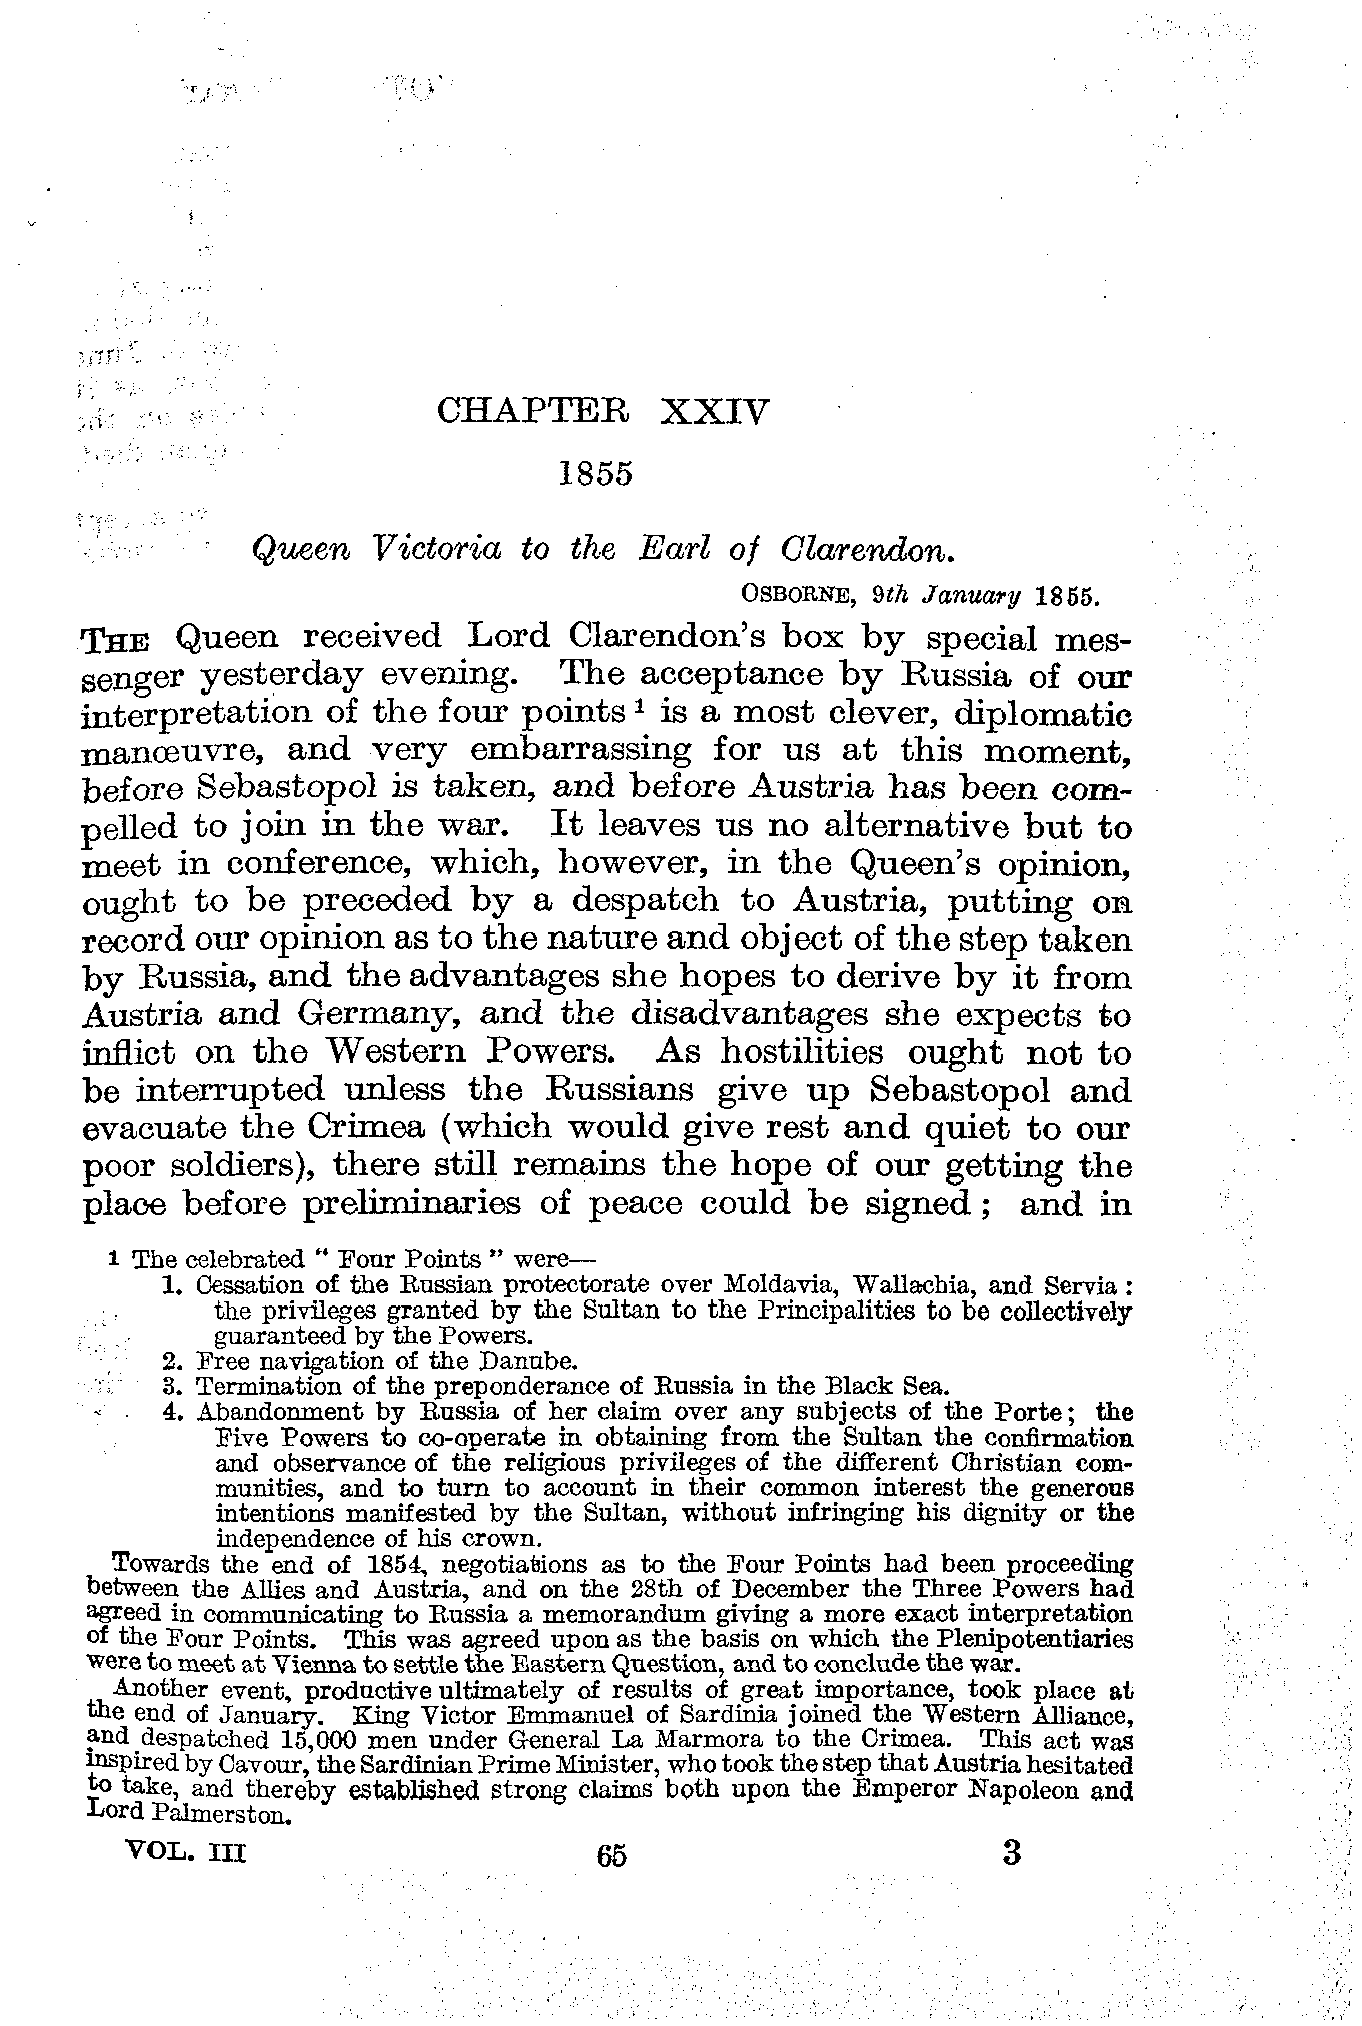 CHAPTER XXIV
1855
Queen Victoria to the Earl of Clarendon.
OSBORNE, 9th January 1855.
THE Queen received Lord Clarendon's box by special mes-
senger yesterday evening. The acceptance by Russia of our
interpretation of the four points ¹ is a most clever, diplomatic
manœuvre, and very embarrassing for us at this moment,
before Sebastopol is taken, and before Austria has been com-
pelled to join in the war. It leaves us no alternative but to
meet in conference, which, however, in the Queen's opinion,
ought to be preceded by a despatch to Austria, putting on
record our opinion as to the nature and object of the step taken
by Russia, and the advantages she hopes to derive by it from
Austria and Germany, and the disadvantages she expects to
inflict on the Western Powers. As hostilities ought not to
be interrupted unless the Russians give up Sebastopol and
evacuate the Crimea (which would give rest and quiet to our
poor soldiers), there still remains the hope of our getting the
place before preliminaries of peace could be signed ; and in
1 The celebrated " Four Points " were—
1. Cessation of the Russian protectorate over Moldavia, Wallachia, and Servia :
the privileges granted by the Sultan to the Principalities to be collectively
guaranteed by the Powers.
2. Free navigation of the Danube.
3. Termination of the preponderance of Russia in the Black Sea.
4. Abandonment by Russia of her claim over any subjects of the Porte ; the
Five Powers to co-operate in obtaining from the Sultan the confirmation
and observance of the religious privileges of the different Christian com-
munities, and to turn to account in their common interest the generous
intentions manifested by the Sultan, without infringing his dignity or the
independence of his crown.
Towards the end of 1854, negotiations as to the Four Points had been proceeding
between the Allies and Austria, and on the 28th of December the Three Powers had
agreed in communicating to Russia a memorandum giving a more exact interpretation
of the Four Points. This was agreed upon as the basis on which the Plenipotentiaries
were to meet at Vienna to settle the Eastern Question, and to conclude the war.
Another event, productive ultimately of results of great importance, took place at
the end of January. King Victor Emmanuel of Sardinia joined the Western Alliance,
and despatched 15,000 men under General La Marmora to the Crimea. This act was
inspired by Cavour, the Sardinian Prime Minister, who took the step that Austria hesitated
to take, and thereby established strong claims both upon the Emperor Napoleon and
Lord Palmerston.
VOL. III 65 3